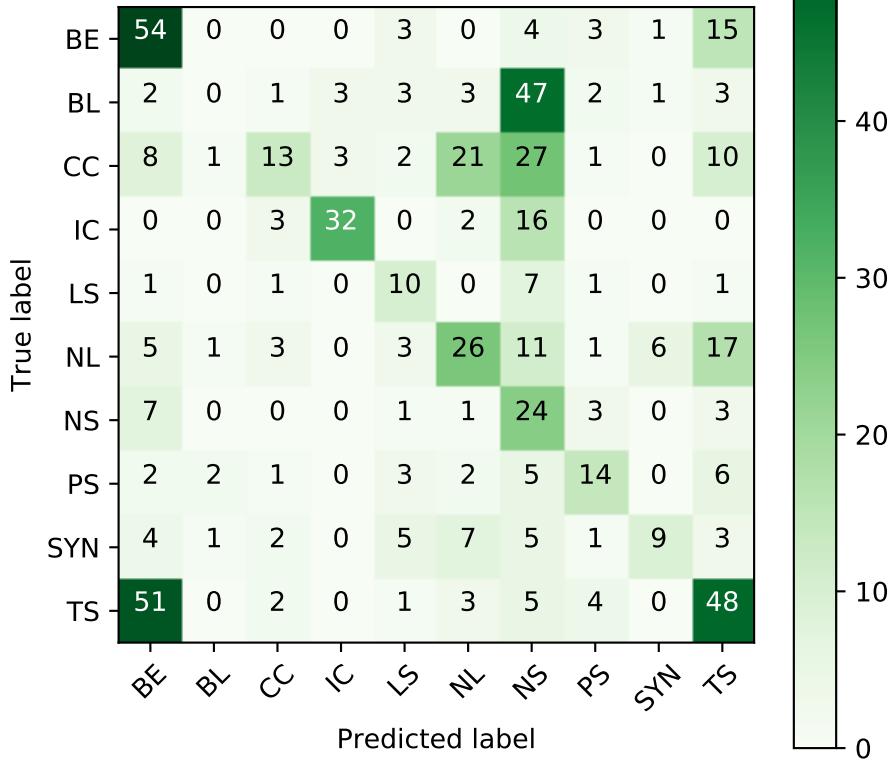 BE 54 0 0 0 3 0 4 3 1 15
BL 2 0 1 3 3 3 47 2 1 3
CC 8 1 13 3 2 21 27 1 0 10
IC 0 0 3 32 0 2 16 0 0 0
LS 1 0 1 0 10 0 7 1 0 1
NL 5 1 3 0 3 26 11 1 6 17
NS 7 0 0 0 1 1 24 3 0 3
PS 2 2 1 0 3 2 5 14 0 6
SYN 4 1 2 0 5 7 5 1 9 3
TS 51 0 2 0 1 3 5 4 0 48
BE BL CC IC LS NL NS PS SYN TS
True label
Predicted label
40
30
20
10
0